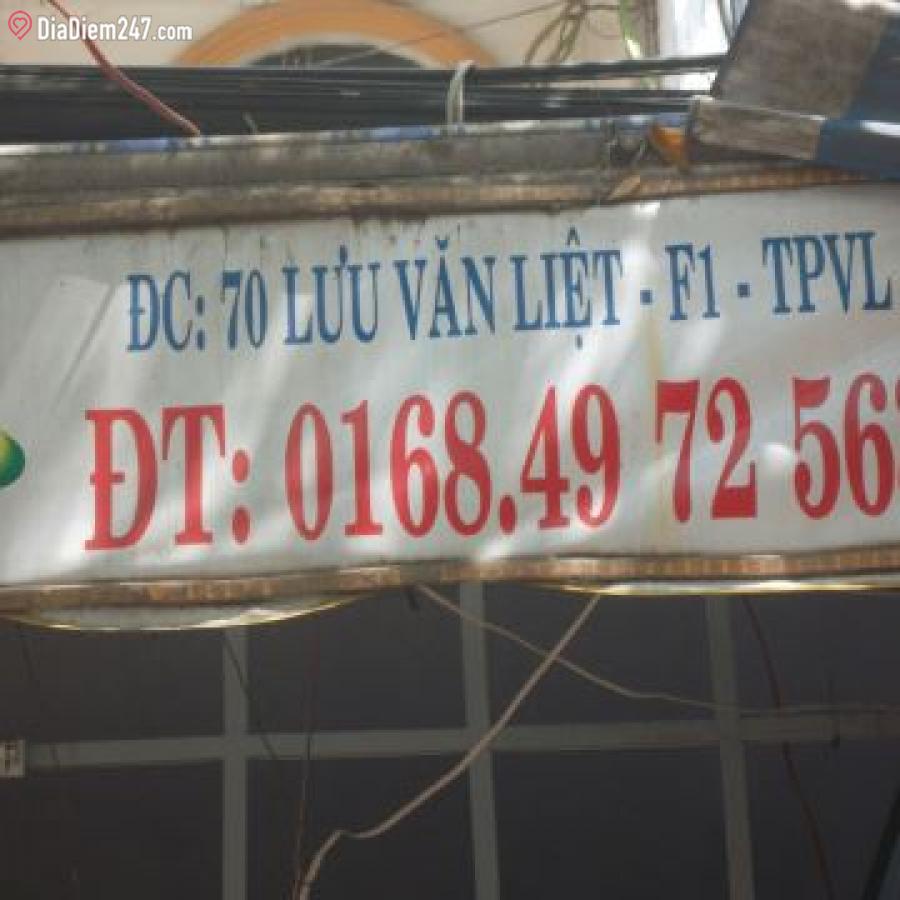 DiaDiem247.com
ĐC: 70 LƯU VĂN LIỆT - F1 - TPVL
ĐT: 0168.49 72 56